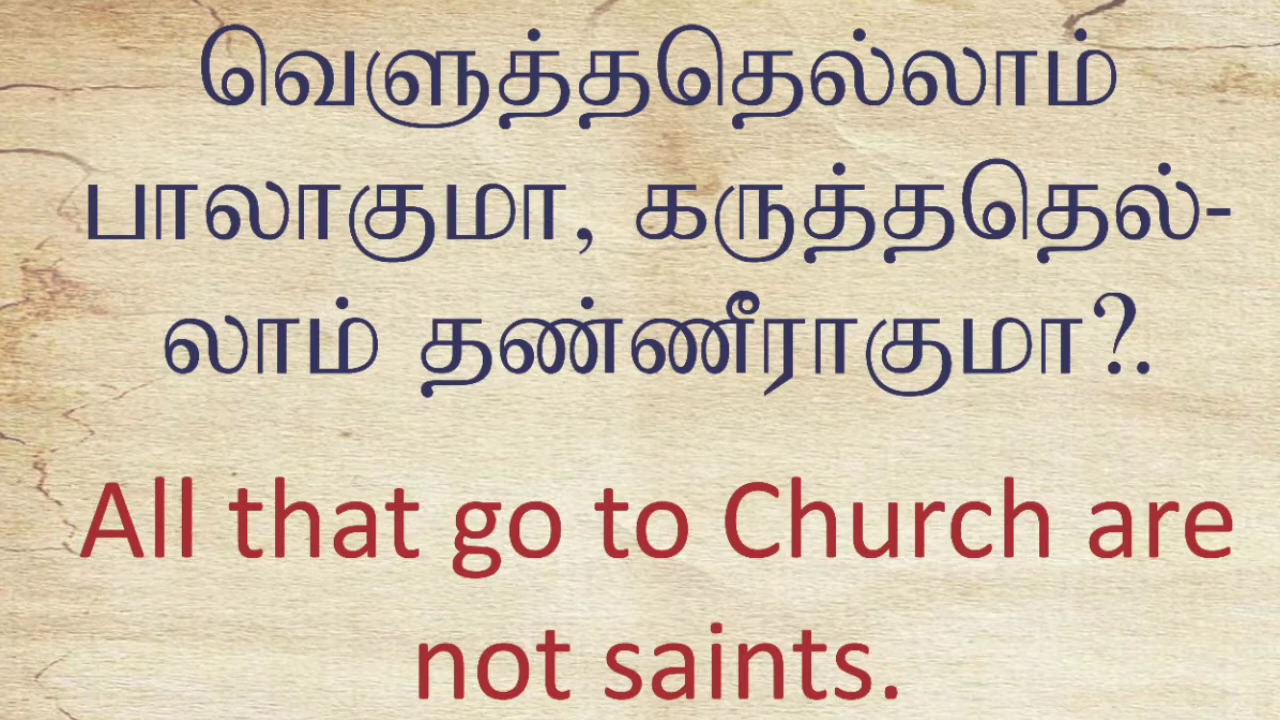 வெளுத்ததெல்லாம்
பாலாகுமா, கருத்ததெல்-
லாம் தண்ணீராகுமா?.
All that go to Church are
not saints.